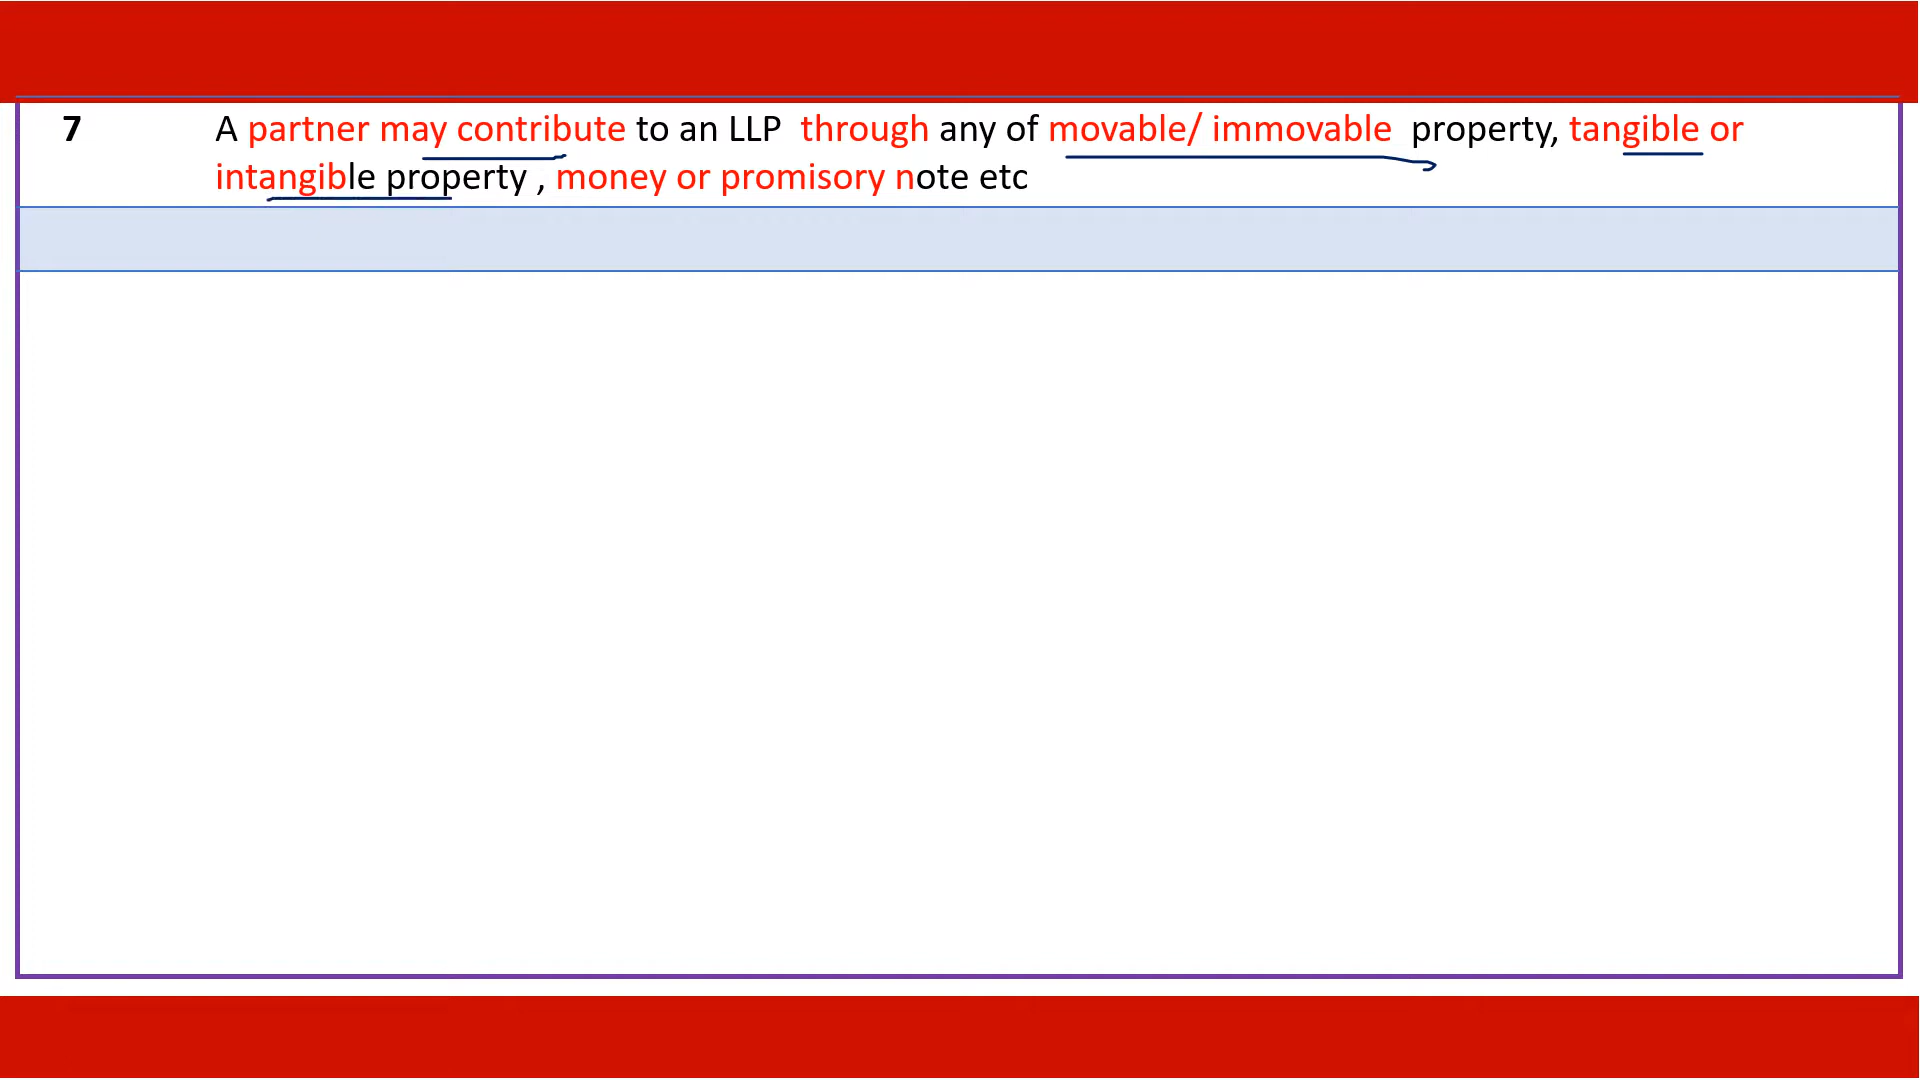 7 A partner may contribute to an LLP through any of movable/ immovable property, tangible or
intangible property , money or promisory note etc